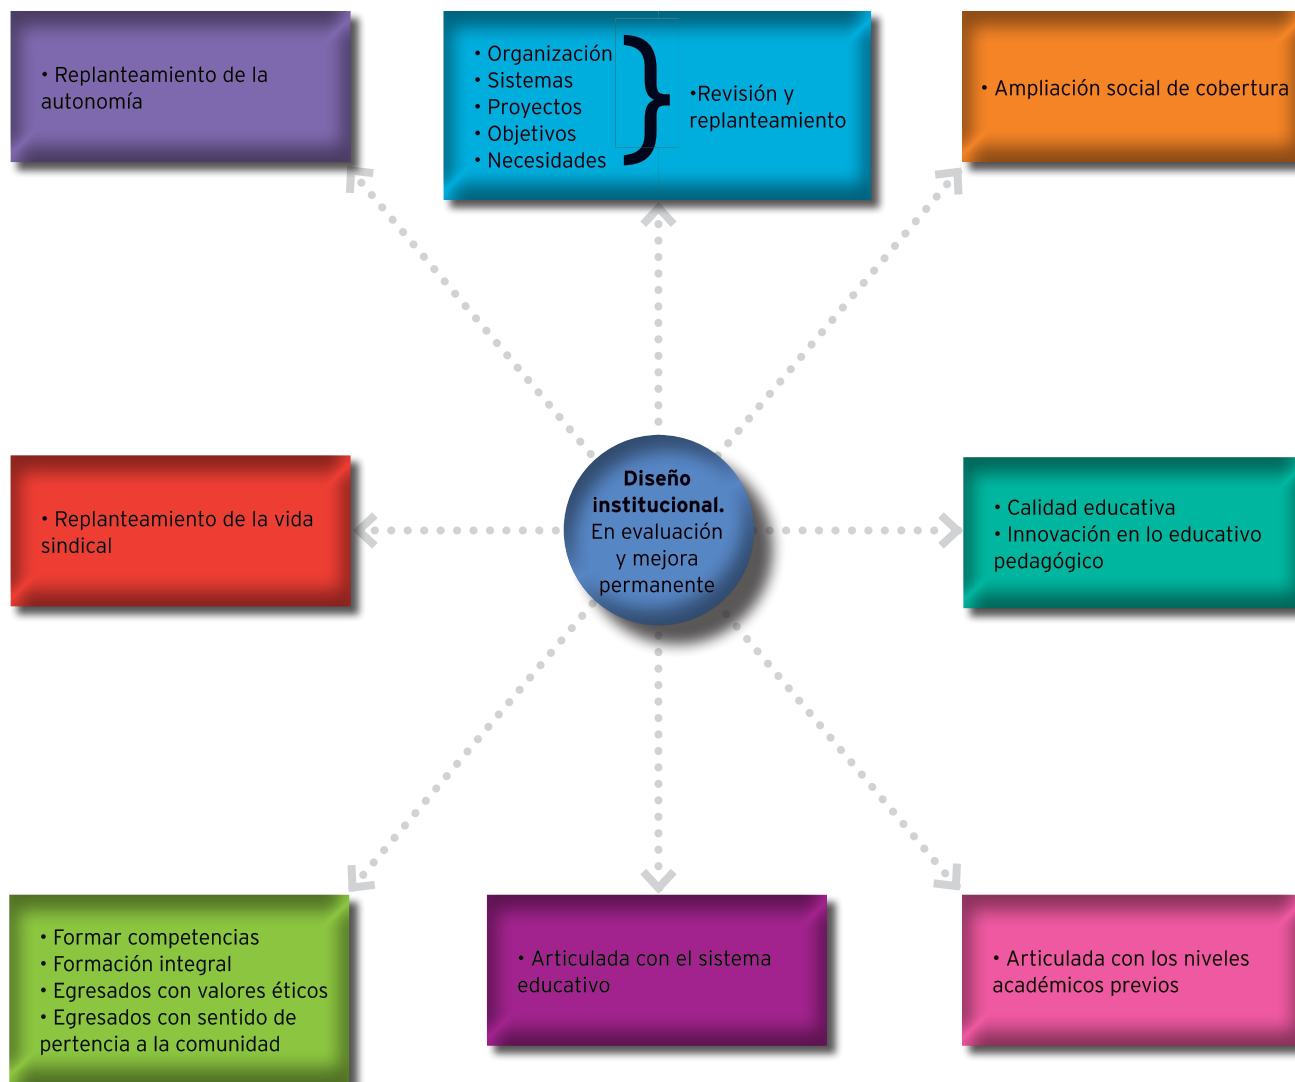 • Replanteamiento de la
autonomía
• Organización
• Sistemas
• Proyectos
• Objetivos
• Necesidades
}
•Revisión y
replanteamiento
• Ampliación social de cobertura
• Replanteamiento de la vida
sindical
Diseño
institucional.
En evaluación
y mejora
permanente
• Calidad educativa
• Innovación en lo educativo
pedagógico
• Formar competencias
• Formación integral
• Egresados con valores éticos
• Egresados con sentido de
pertencia a la comunidad
• Articulada con el sistema
educativo
• Articulada con los niveles
académicos previos